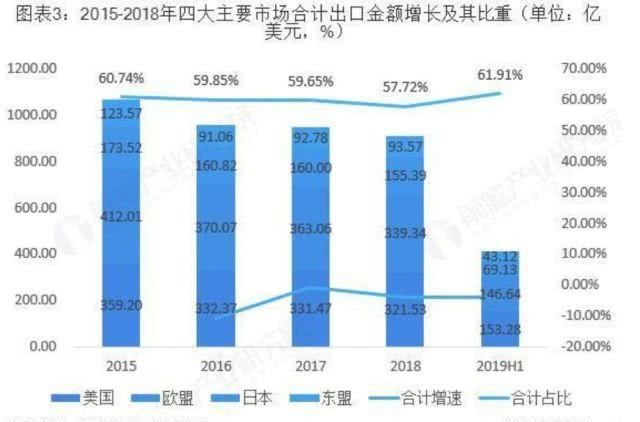 图表3：2015-2018年四大主要市场合计出口金额增长及其比重（单位：亿
美元，%）
1200.00
1000.00
800.00
600.00
400.00
200.00
0.00
70.00%
60.00%
50.00%
40.00%
30.00%
20.00%
10.00%
0.00%
-10.00%
-20.00%
60.74% 59.85% 59.65% 57.72% 61.91%
123.57 91.06 92.78 93.57 43.12
173.52 160.82 160.00 155.39 69.13
412.01 370.07 363.06 339.34 146.64
359.20 332.37 331.47 321.53 153.28
2015 2016 2017 2018 2019H1
美国 欧盟 日本 东盟 合计增速 合计占比
前瞻产业研究院